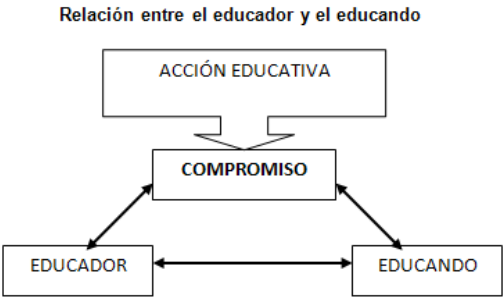 Relación entre el educador y el educando
ACCIÓN EDUCATIVA
COMPROMISO
EDUCADOR
EDUCANDO